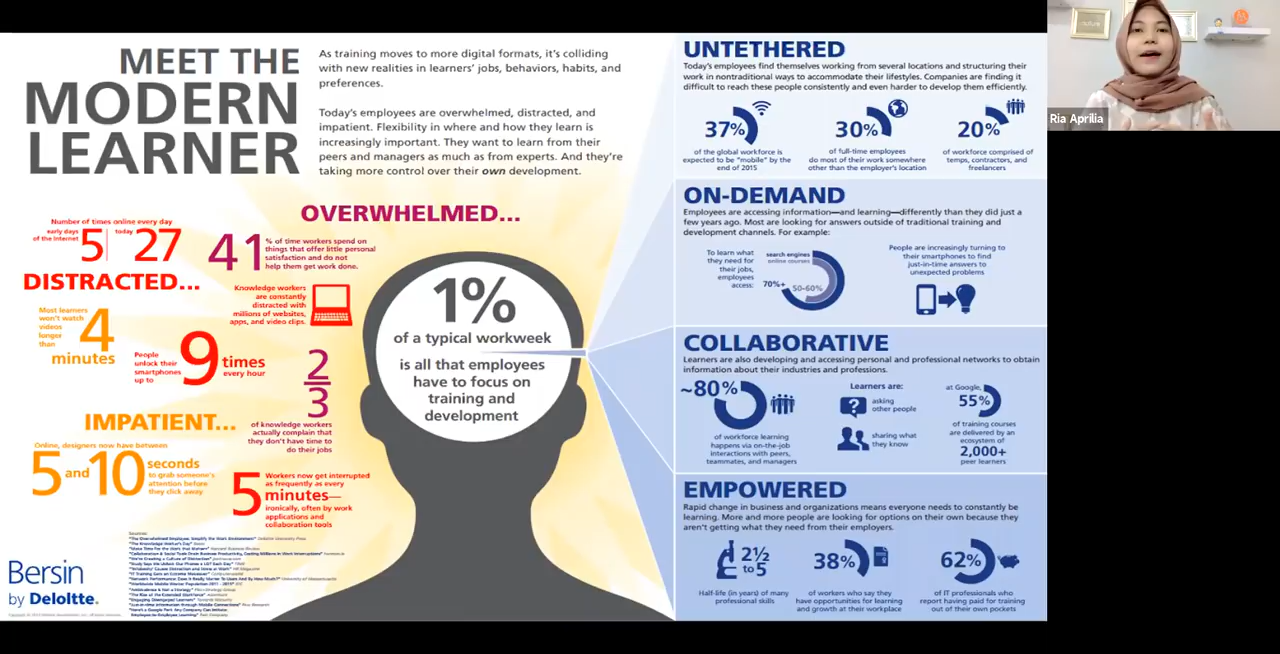 MEET THE
MODERN
LEARNER
As training moves to more digital formats, it's colliding
with new realities in learners' jobs, behaviors, habits, and
preferences.
Today's employees are overwhelmed, distracted, and
impatient. Flexibility in where and how they learn is
increasingly important. They want to learn from their
peers and managers as much as from experts. And they're
taking more control over their own development.
OVERWHELMED...
Number of times online every day
early days
of the Internet
5
today
27
41
% of time workers spend on
things that offer little personal
satisfaction and do not
help them get work done.
DISTRACTED...
Knowledge workers
are constantly
distracted with
millions of websites,
apps, and video clips.
Most learners
won't watch
videos
longer
than
4
minutes
People
unlock their
smartphones
up to
9
times
every hour
2
3
of knowledge workers
actually complain that
they don't have time to
do their jobs
IMPATIENT...
Online, designers now have between
5 and 10 seconds
to grab someone's
attention before
they click away
5
Workers now get interrupted
as frequently as every
minutes—
ironically, often by work
applications and
collaboration tools
1%
of a typical workweek
is all that employees
have to focus on
training and
development
Sources:
Bersin
by Deloitte.
UNTETHERED
Today's employees find themselves working from several locations and structuring their
work in nontraditional ways to accommodate their lifestyles. Companies are finding it
difficult to reach these people consistently and even harder to develop them efficiently.
37%
of the global workforce is
expected to be "mobile" by the
end of 2015
30%
of full-time employees
do most of their work somewhere
other than the employer's location
20%
of workforce comprised of
temps, contractors, and
freelancers
ON-DEMAND
Employees are accessing information—and learning—differently than they did just a
few years ago. Most are looking for answers outside of traditional training and
development channels. For example:
To learn what
they need for
their jobs,
employees
access:
search engines
online courses
70%+
50-60%
People are increasingly turning to
their smartphones to find
just-in-time answers to
unexpected problems
COLLABORATIVE
Learners are also developing and accessing personal and professional networks to obtain
information about their industries and professions.
~80%
of workforce learning
happens via on-the-job
interactions with peers,
teammates, and managers
Learners are:
asking
other people
sharing what
they know
at Google,
55%
of training courses
are delivered by an
ecosystem of
2,000+
peer learners
EMPOWERED
Rapid change in business and organizations means everyone needs to constantly be
learning. More and more people are looking for options on their own because they
aren't getting what they need from their employers.
2½
to 5
Half-life (in years) of many
professional skills
38%
of workers who say they
have opportunities for learning
and growth at their workplace
62%
of IT professionals who
report having paid for training
out of their own pockets
Ria Aprilia